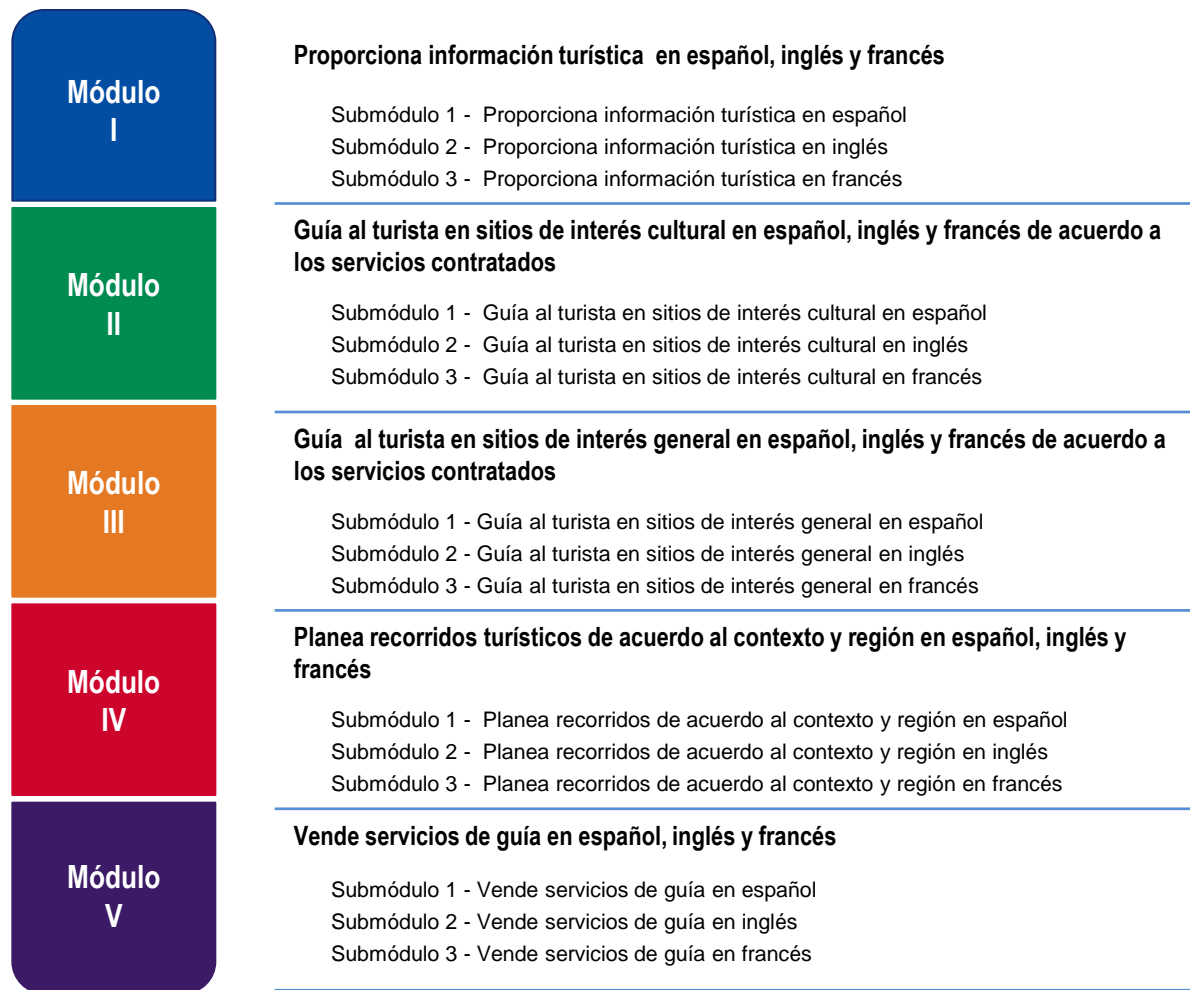 Módulo
I
Proporciona información turística  en español, inglés y francés
Submódulo 1 -  Proporciona información turística en español
Submódulo 2 -  Proporciona información turística en inglés
Submódulo 3 -  Proporciona información turística en francés
Módulo
II
Guía al turista en sitios de interés cultural en español, inglés y francés de acuerdo a
los servicios contratados
Submódulo 1 -  Guía al turista en sitios de interés cultural en español
Submódulo 2 -  Guía al turista en sitios de interés cultural en inglés
Submódulo 3 -  Guía al turista en sitios de interés cultural en francés
Módulo
III
Guía  al turista en sitios de interés general en español, inglés y francés de acuerdo a
los servicios contratados
Submódulo 1 - Guía al turista en sitios de interés general en español
Submódulo 2 - Guía al turista en sitios de interés general en inglés
Submódulo 3 - Guía al turista en sitios de interés general en francés
Módulo
IV
Planea recorridos turísticos de acuerdo al contexto y región en español, inglés y
francés
Submódulo 1 -  Planea recorridos de acuerdo al contexto y región en español
Submódulo 2 -  Planea recorridos de acuerdo al contexto y región en inglés
Submódulo 3 -  Planea recorridos de acuerdo al contexto y región en francés
Módulo
V
Vende servicios de guía en español, inglés y francés
Submódulo 1 - Vende servicios de guía en español
Submódulo 2 - Vende servicios de guía en inglés
Submódulo 3 - Vende servicios de guía en francés